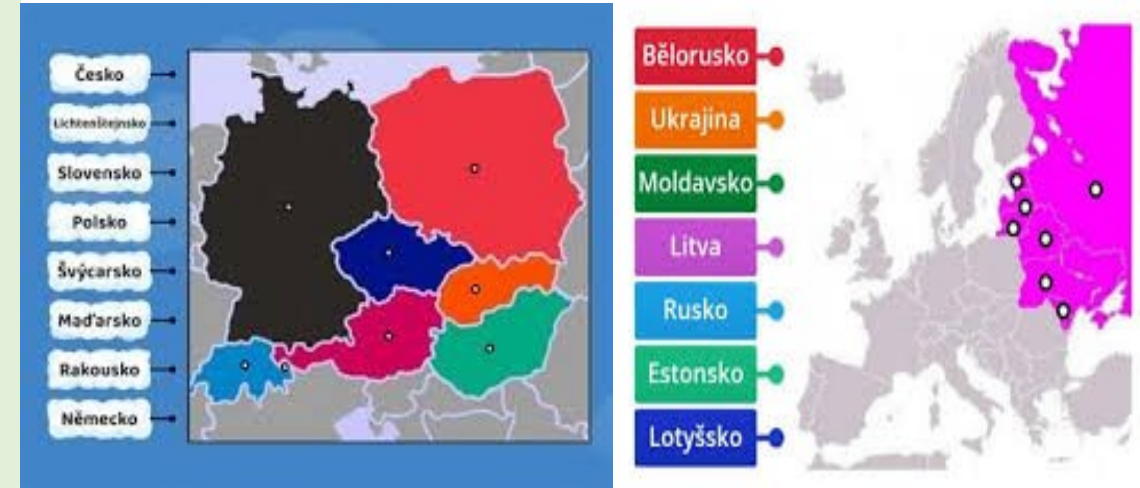 Česko
Lichtenštejnsko
Slovensko
Polsko
Švýcarsko
Maďarsko
Rakousko
Německo
Bělorusko
Ukrajina
Moldavsko
Litva
Rusko
Estonsko
Lotyšsko